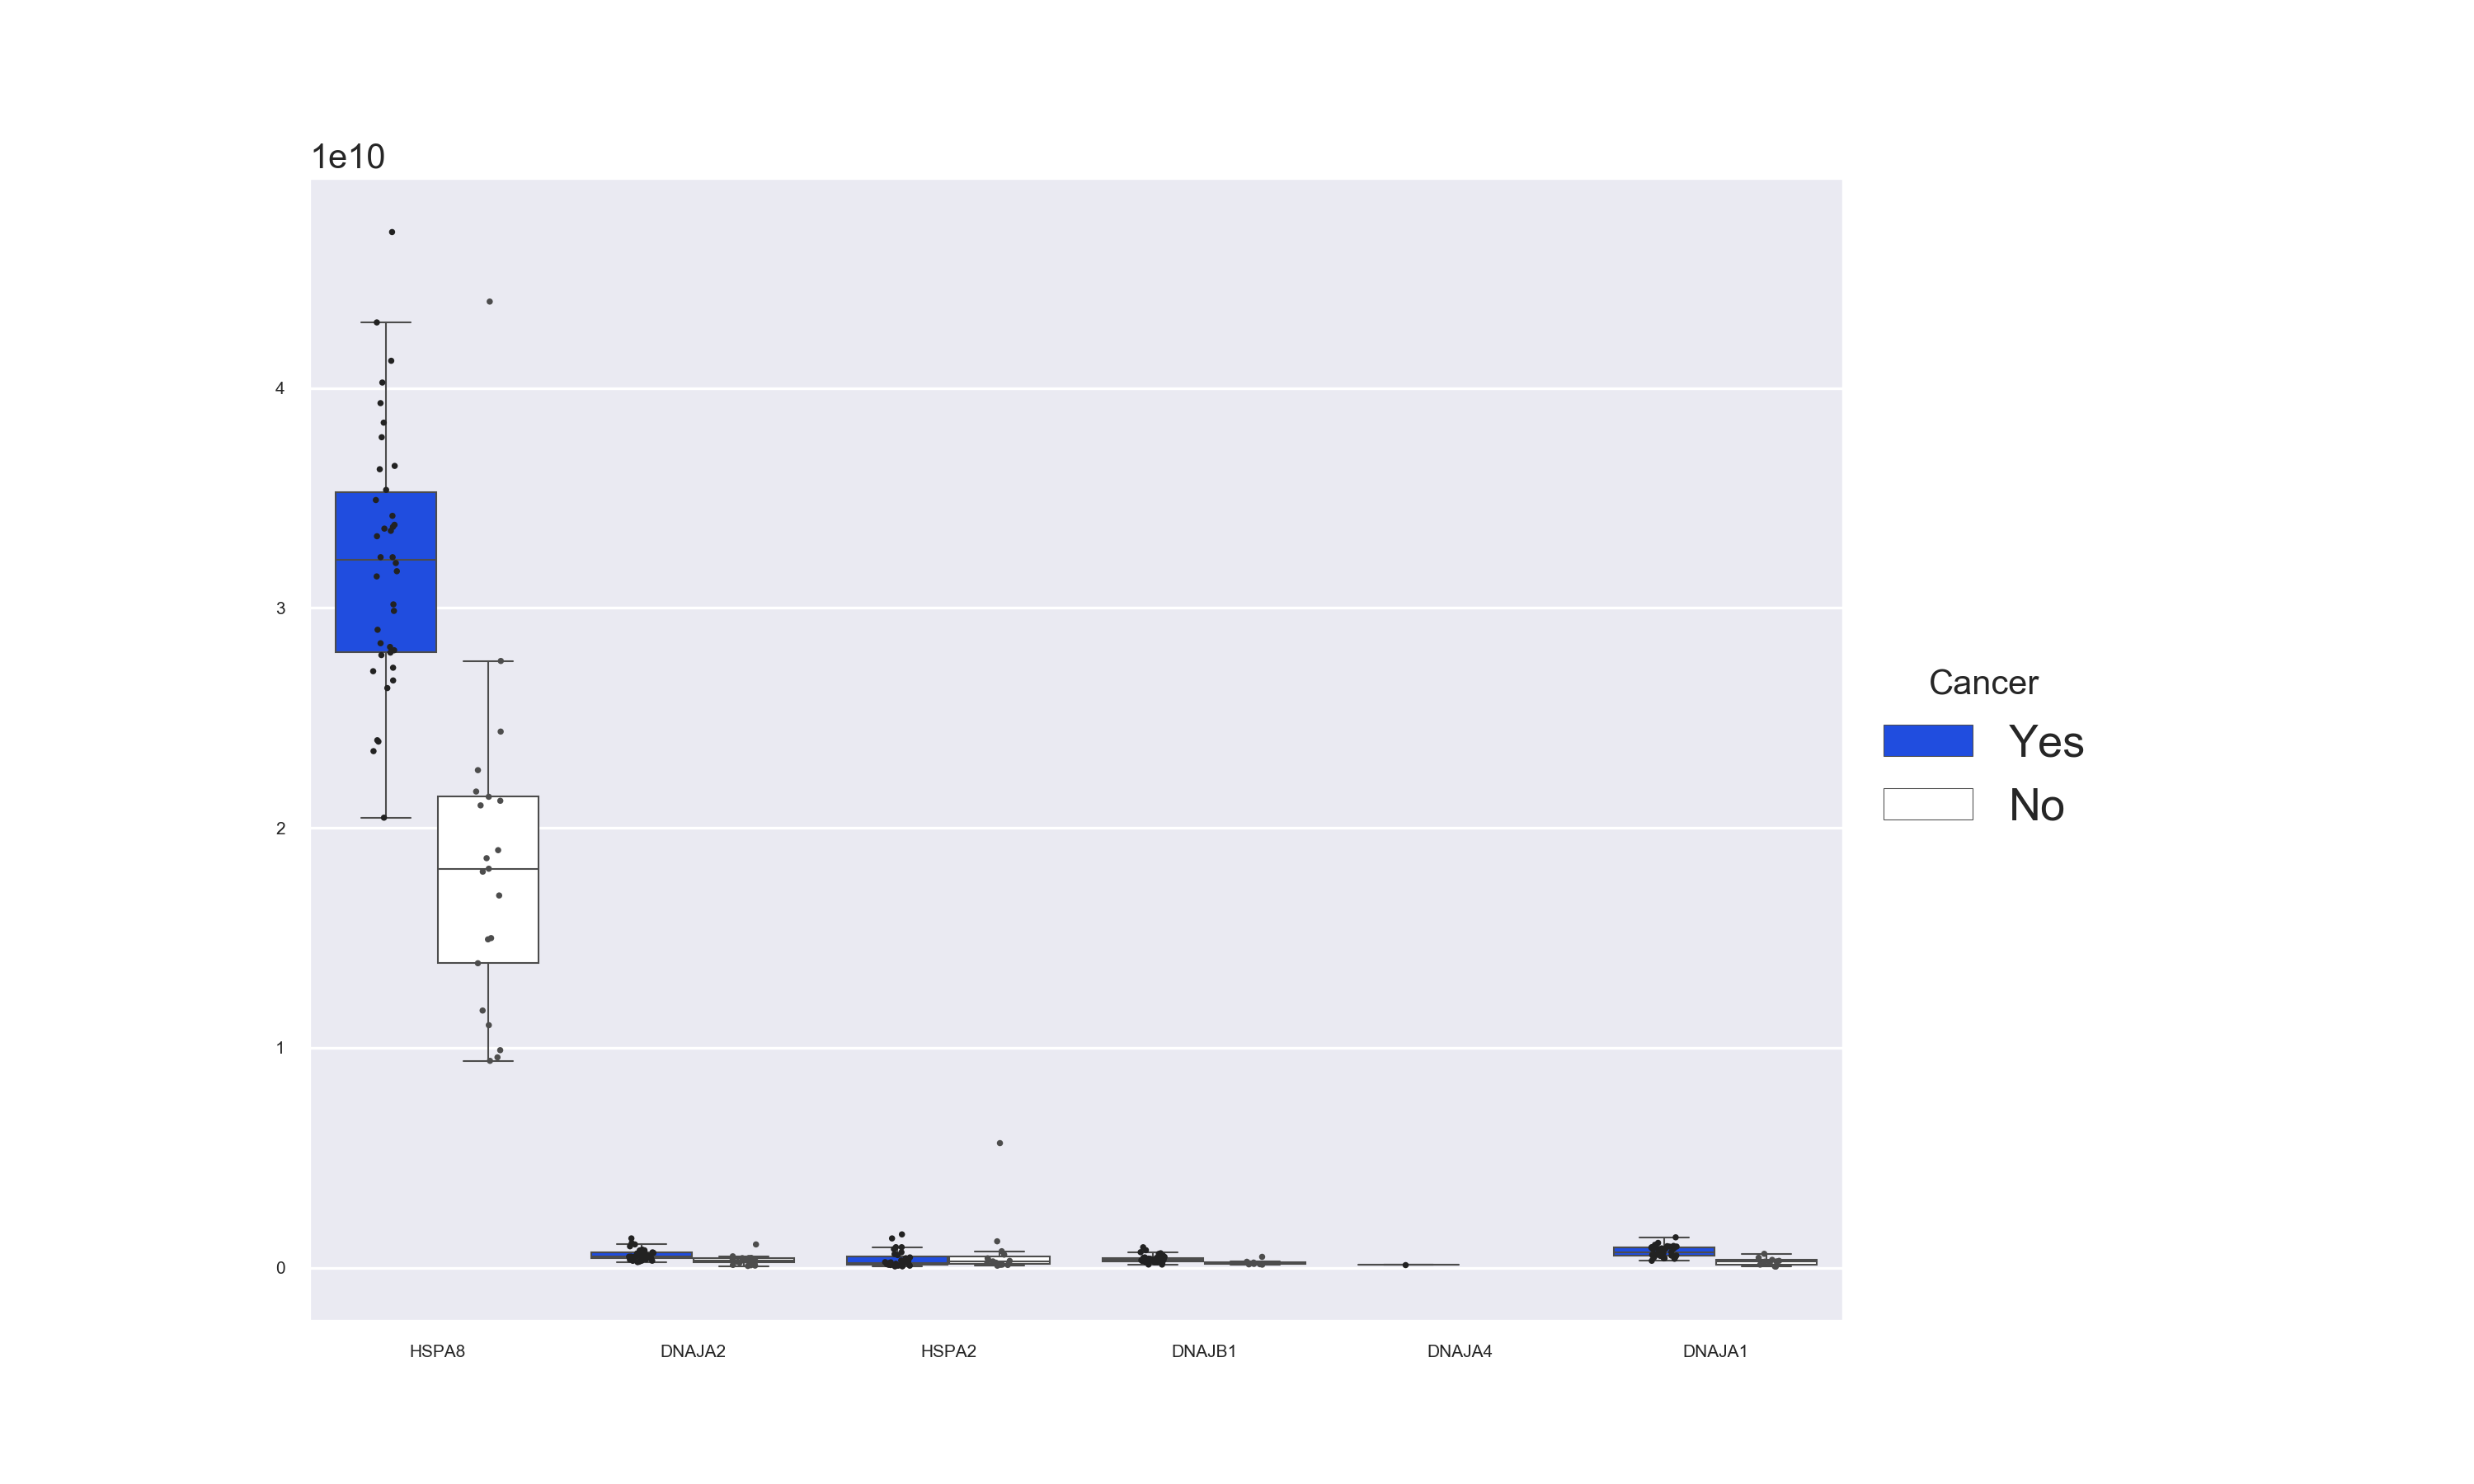 1e10
4
3
2
1
0
HSPA8 DNAJA2 HSPA2 DNAJB1 DNAJA4 DNAJA1
Cancer
Yes
No